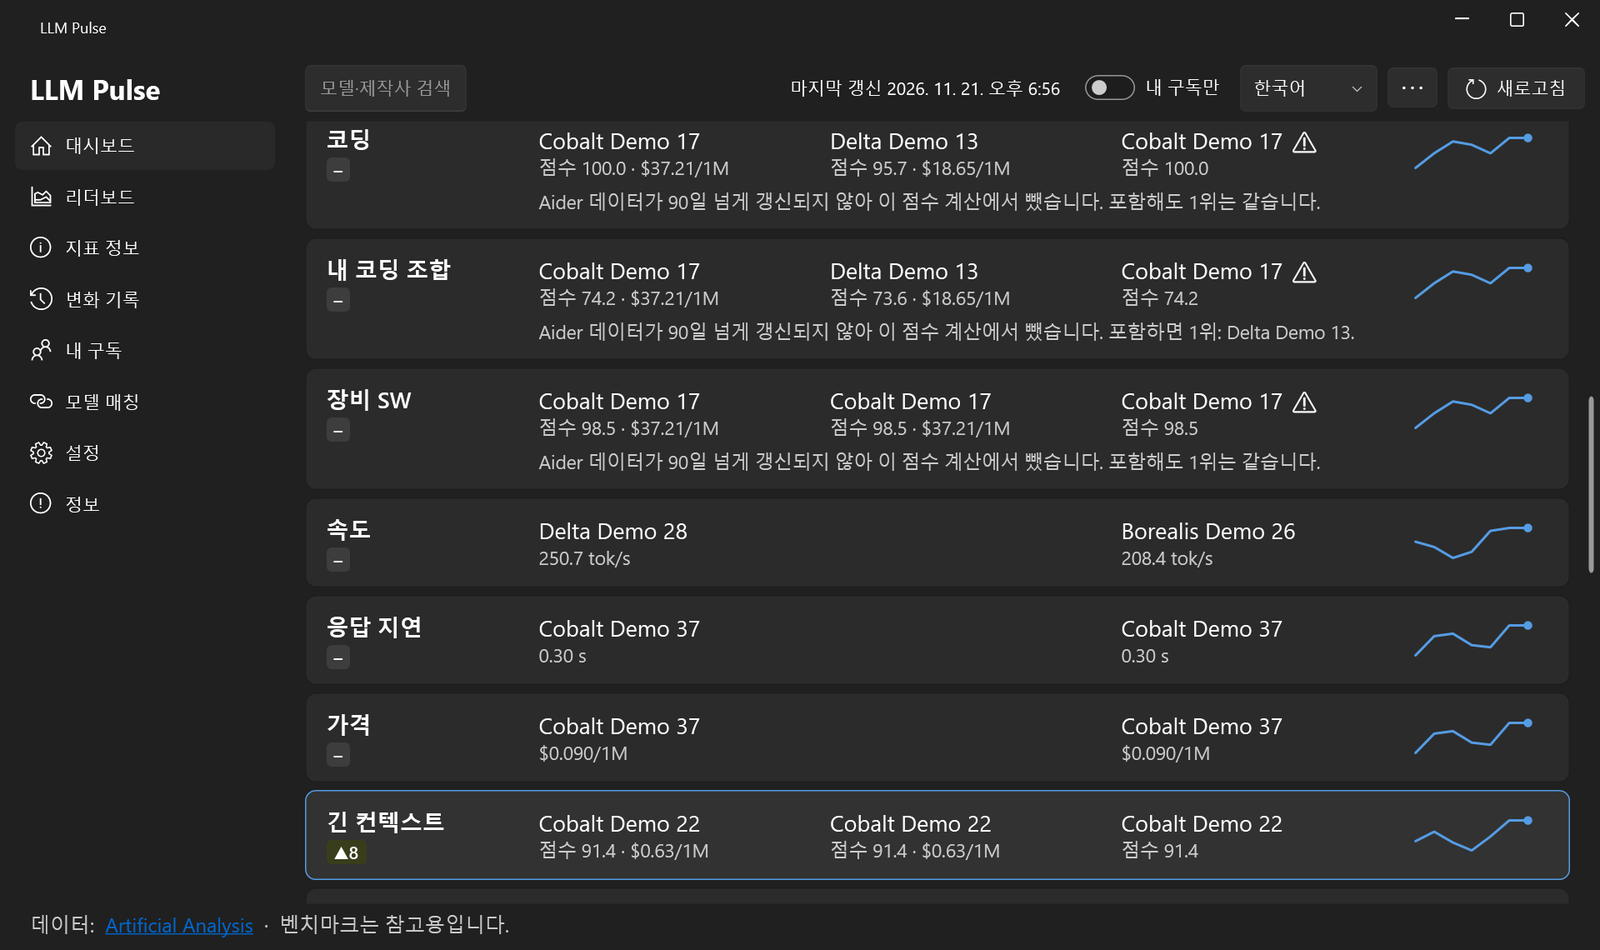 LLM Pulse
LLM Pulse
모델·제작사 검색
마지막 갱신 2026. 11. 21. 오후 6:56
내 구독만
한국어
···
새로고침
대시보드
리더보드
지표 정보
변화 기록
내 구독
모델 매칭
설정
정보
코딩
–
Cobalt Demo 17
점수 100.0 · $37.21/1M
Delta Demo 13
점수 95.7 · $18.65/1M
Cobalt Demo 17
점수 100.0
Aider 데이터가 90일 넘게 갱신되지 않아 이 점수 계산에서 뺐습니다. 포함해도 1위는 같습니다.
내 코딩 조합
–
Cobalt Demo 17
점수 74.2 · $37.21/1M
Delta Demo 13
점수 73.6 · $18.65/1M
Cobalt Demo 17
점수 74.2
Aider 데이터가 90일 넘게 갱신되지 않아 이 점수 계산에서 뺐습니다. 포함하면 1위: Delta Demo 13.
장비 SW
–
Cobalt Demo 17
점수 98.5 · $37.21/1M
Cobalt Demo 17
점수 98.5 · $37.21/1M
Cobalt Demo 17
점수 98.5
Aider 데이터가 90일 넘게 갱신되지 않아 이 점수 계산에서 뺐습니다. 포함해도 1위는 같습니다.
속도
–
Delta Demo 28
250.7 tok/s
Borealis Demo 26
208.4 tok/s
응답 지연
–
Cobalt Demo 37
0.30 s
Cobalt Demo 37
0.30 s
가격
–
Cobalt Demo 37
$0.090/1M
Cobalt Demo 37
$0.090/1M
긴 컨텍스트
▲8
Cobalt Demo 22
점수 91.4 · $0.63/1M
Cobalt Demo 22
점수 91.4 · $0.63/1M
Cobalt Demo 22
점수 91.4
데이터: Artificial Analysis · 벤치마크는 참고용입니다.